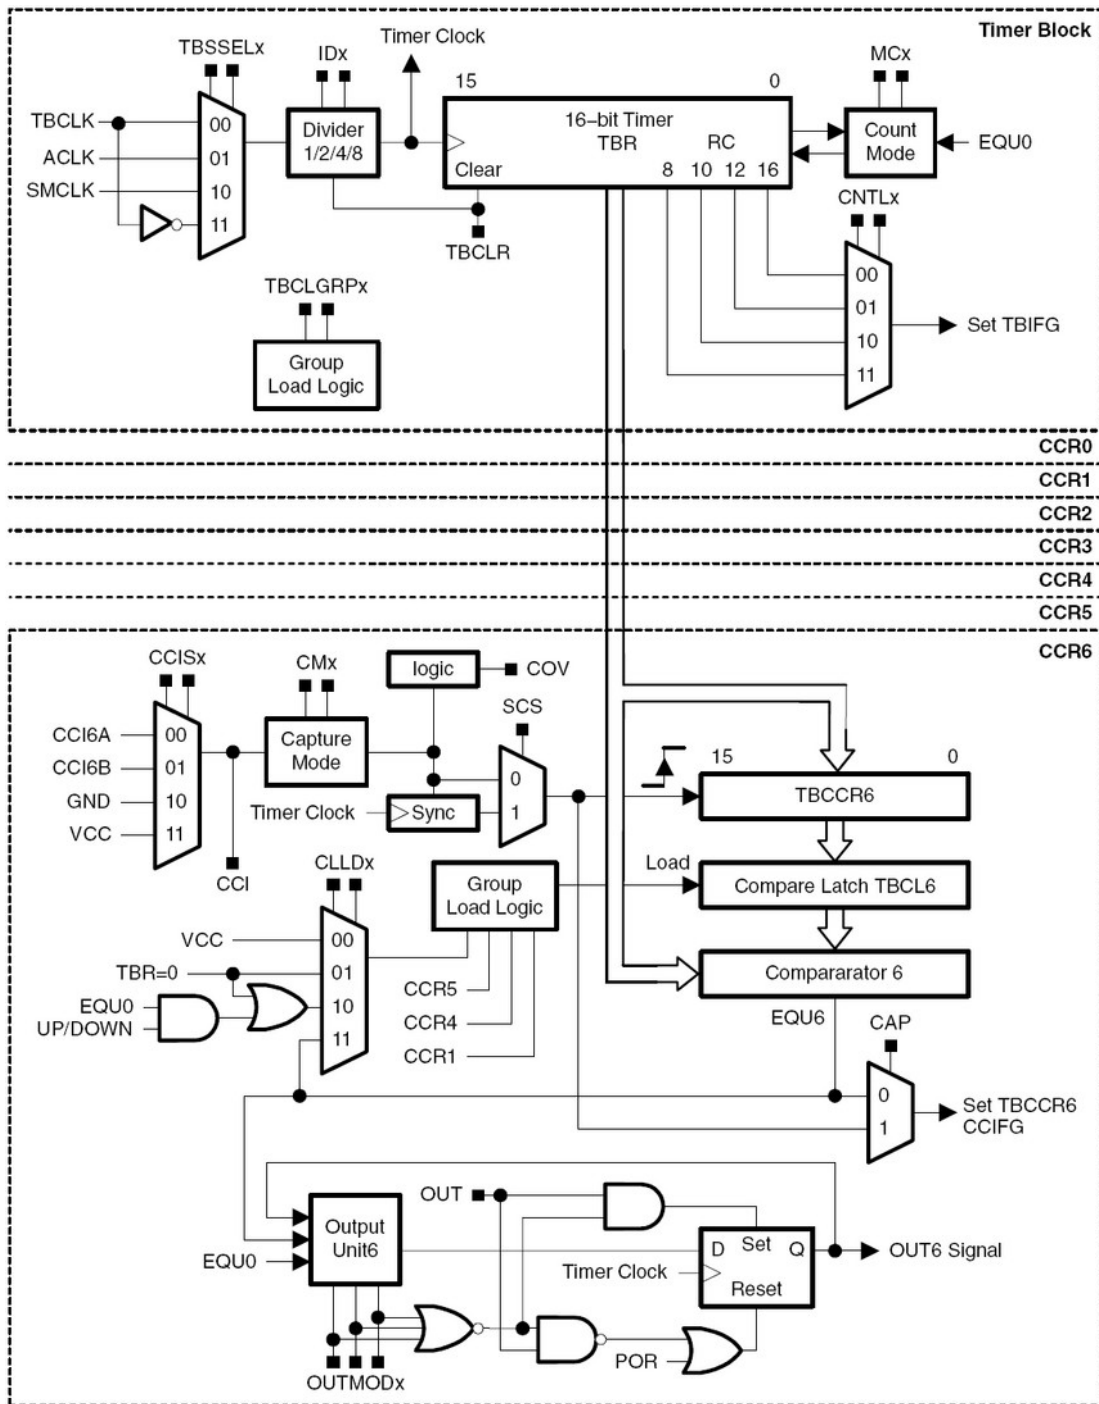 Timer Block
Timer Clock
TBSSELx
IDx
15
0
MCx
TBCLK
ACLK
SMCLK
00
01
10
11
Divider
1/2/4/8
16–bit Timer
TBR
RC
Clear
8
10
12
16
Count
Mode
EQU0
TBCLR
CNTLx
00
01
10
11
Set TBIFG
TBCLGRPx
Group
Load Logic
CCR0
CCR1
CCR2
CCR3
CCR4
CCR5
CCR6
CCISx
CMx
logic
COV
SCS
CCI6A
CCI6B
GND
VCC
00
01
10
11
Capture
Mode
0
1
15
0
TBCCR6
Timer Clock
Sync
CCI
CLLDx
Group
Load Logic
Load
Compare Latch TBCL6
VCC
TBR=0
EQU0
UP/DOWN
00
01
10
11
CCR5
CCR4
CCR1
Compararator 6
EQU6
CAP
0
1
Set TBCCR6
CCIFG
OUT
Output
Unit6
EQU0
D
Set
Q
Timer Clock
Reset
OUT6 Signal
POR
OUTMODx